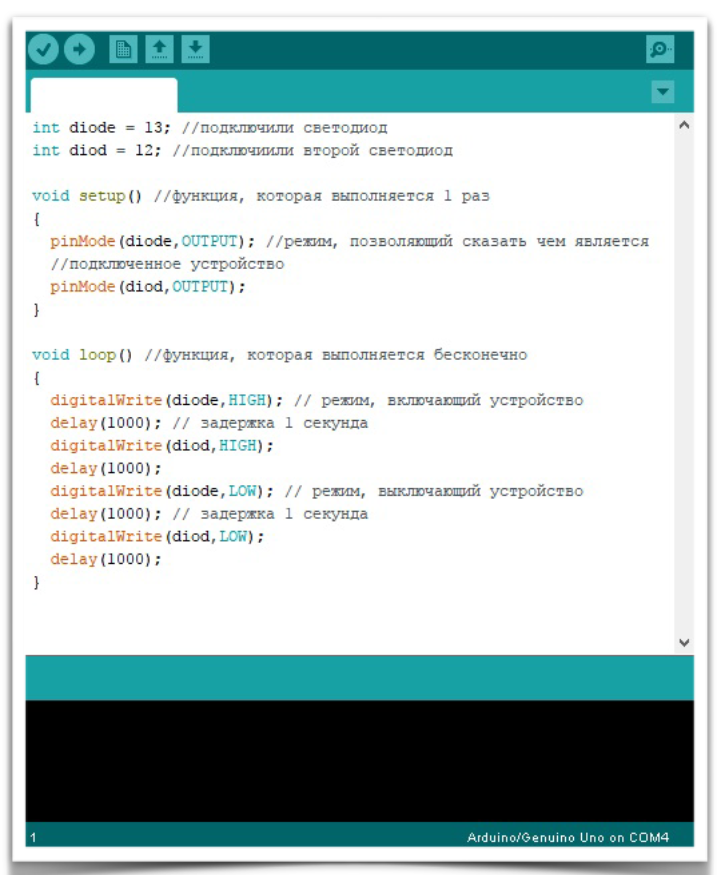 int diode = 13; //подключили светодиод
int diod = 12; //подключиили второй светодиод
void setup() //функция, которая выполняется 1 раз
{
pinMode(diode,OUTPUT); //режим, позволяющий сказать чем является
//подключенное устройство
pinMode(diod,OUTPUT);
}
void loop() //функция, которая выполняется бесконечно
{
digitalWrite(diode,HIGH); // режим, включающий устройство
delay(1000); // задержка 1 секунда
digitalWrite(diod,HIGH);
delay(1000);
digitalWrite(diode,LOW); // режим, выключающий устройство
delay(1000); // задержка 1 секунда
digitalWrite(diod,LOW);
delay(1000);
}
1 Arduino/Genuino Uno on COM4